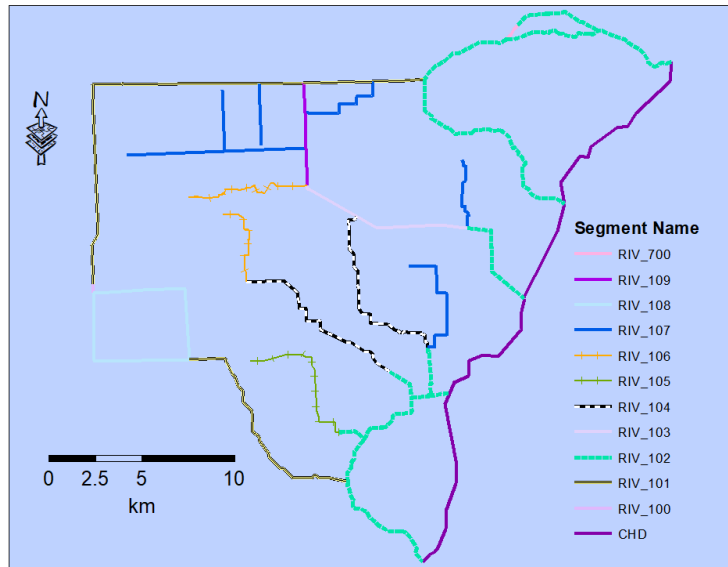 N
Segment Name
RIV_700
RIV_109
RIV_108
RIV_107
RIV_106
RIV_105
RIV_104
RIV_103
RIV_102
RIV_101
RIV_100
CHD
0 2.5 5 10
km